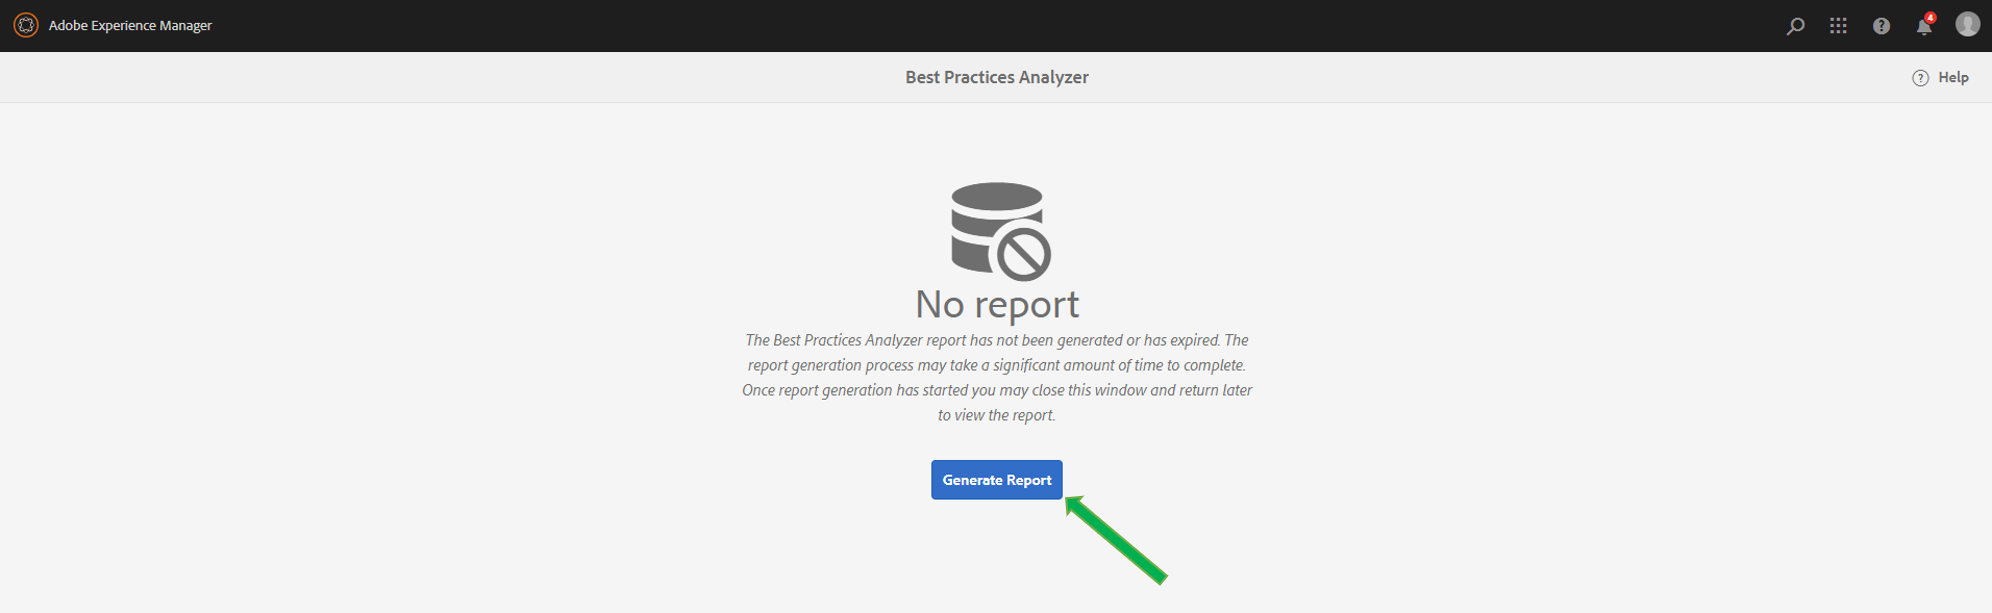 Adobe Experience Manager
4
Best Practices Analyzer
Help
No report
The Best Practices Analyzer report has not been generated or has expired. The
report generation process may take a significant amount of time to complete.
Once report generation has started you may close this window and return later
to view the report.
Generate Report